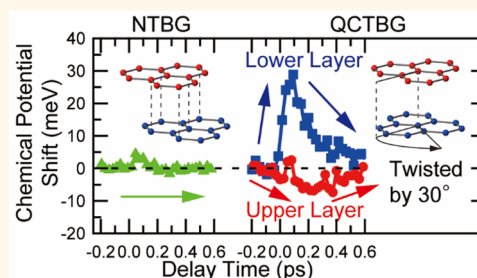 NTBG QCTBG
Chemical Potential
Shift (meV)
40
30
20
10
0
-10
-20
Lower Layer
Upper Layer
Twisted
by 30°
-0.2 0.0 0.2 0.4 0.6 -0.2 0.0 0.2 0.4 0.6
Delay Time (ps)